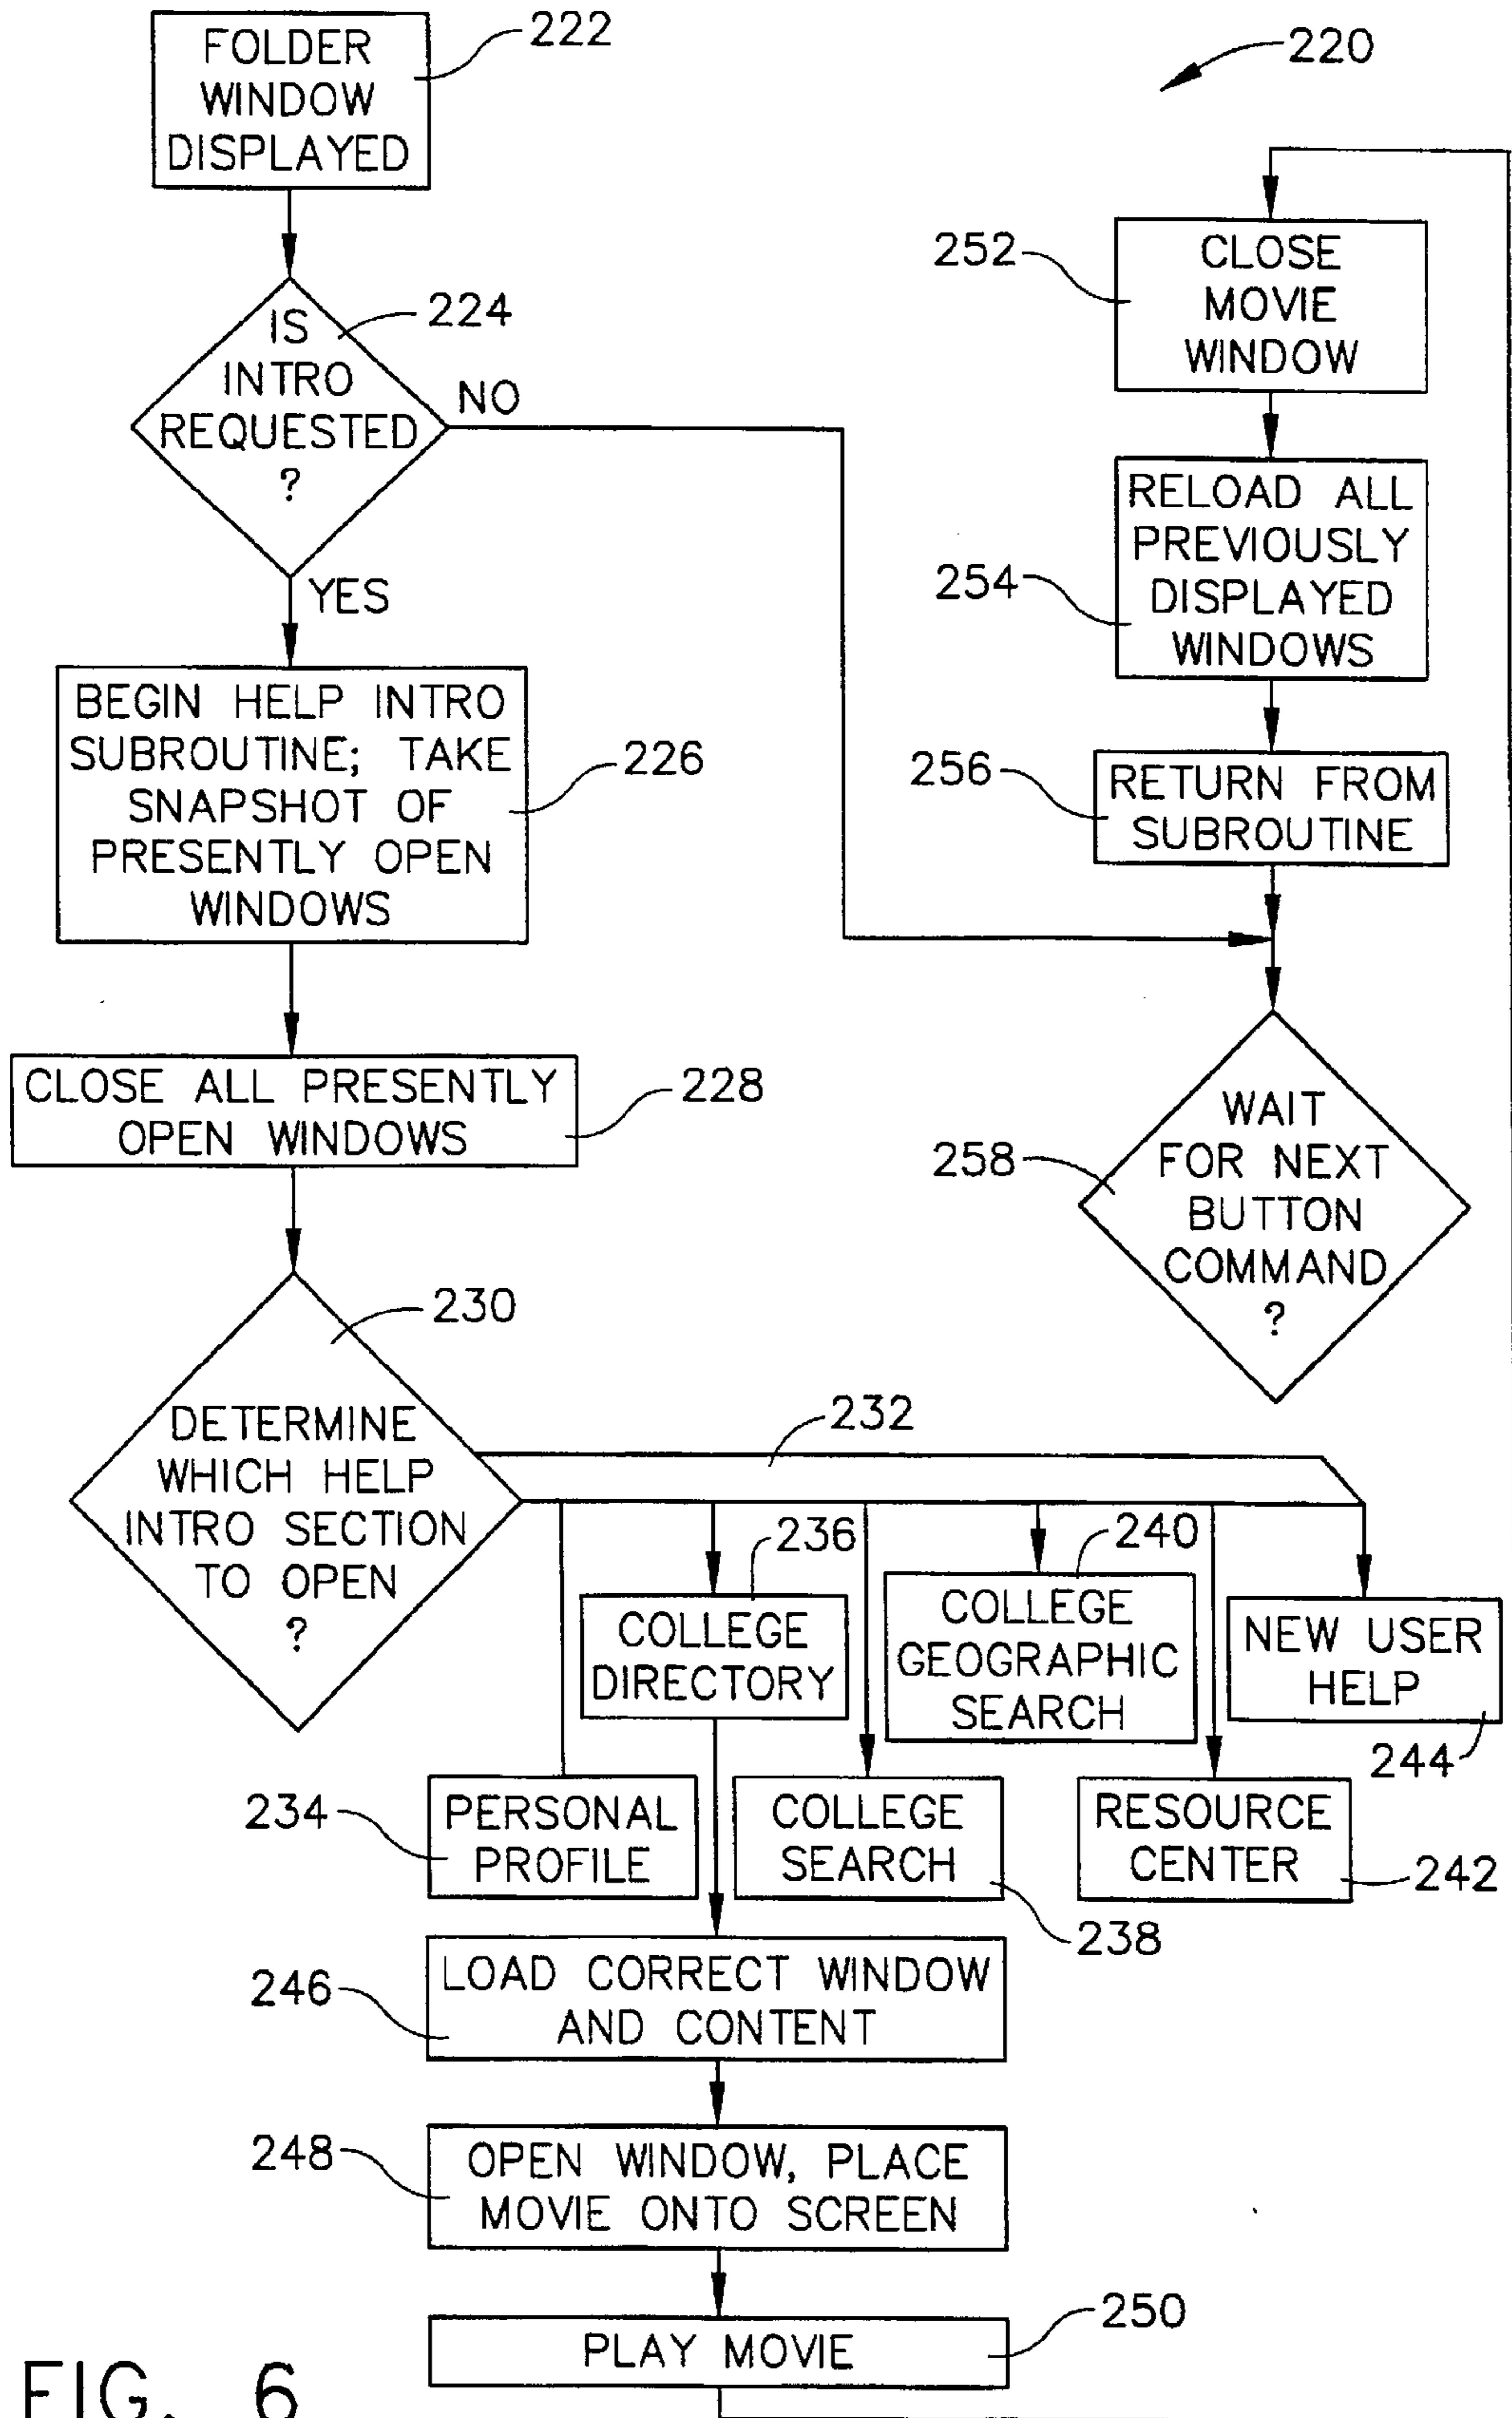 FOLDER
WINDOW
DISPLAYED
222
220
IS
INTRO
REQUESTED
?
224
NO
YES
BEGIN HELP INTRO
SUBROUTINE; TAKE
SNAPSHOT OF
PRESENTLY OPEN
WINDOWS
226
CLOSE ALL PRESENTLY
OPEN WINDOWS
228
230
DETERMINE
WHICH HELP
INTRO SECTION
TO OPEN
?
232
234
PERSONAL
PROFILE
236
COLLEGE
DIRECTORY
COLLEGE
SEARCH
238
240
COLLEGE
GEOGRAPHIC
SEARCH
RESOURCE
CENTER
242
NEW USER
HELP
244
246
LOAD CORRECT WINDOW
AND CONTENT
248
OPEN WINDOW, PLACE
MOVIE ONTO SCREEN
250
PLAY MOVIE
252
CLOSE
MOVIE
WINDOW
254
RELOAD ALL
PREVIOUSLY
DISPLAYED
WINDOWS
256
RETURN FROM
SUBROUTINE
258
WAIT
FOR NEXT
BUTTON
COMMAND
?
FIG. 6